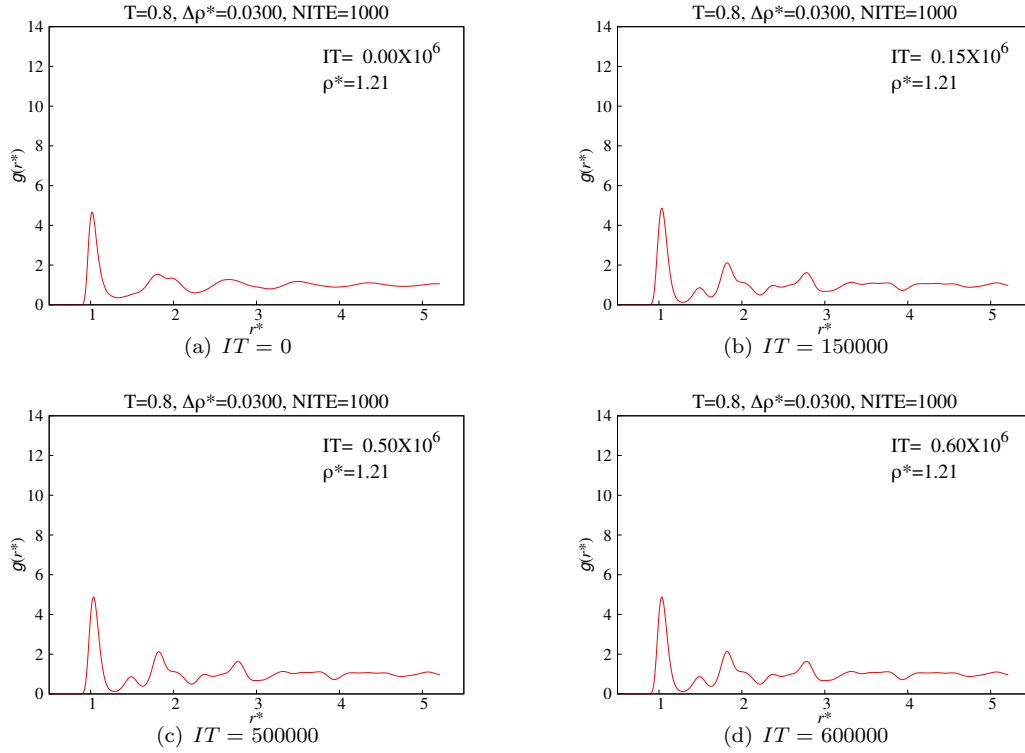 T=0.8, Δρ*=0.0300, NITE=1000
14
12
10
8
6
4
2
0
g(r*)
IT= 0.00X10^6
ρ*=1.21
1 2 3 4 5
r*
(a) IT = 0
T=0.8, Δρ*=0.0300, NITE=1000
14
12
10
8
6
4
2
0
g(r*)
IT= 0.15X10^6
ρ*=1.21
1 2 3 4 5
r*
(b) IT = 150000
T=0.8, Δρ*=0.0300, NITE=1000
14
12
10
8
6
4
2
0
g(r*)
IT= 0.50X10^6
ρ*=1.21
1 2 3 4 5
r*
(c) IT = 500000
T=0.8, Δρ*=0.0300, NITE=1000
14
12
10
8
6
4
2
0
g(r*)
IT= 0.60X10^6
ρ*=1.21
1 2 3 4 5
r*
(d) IT = 600000